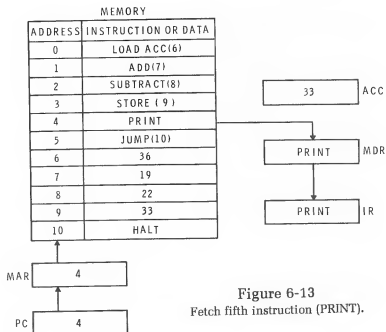 MEMORY
ADDRESS INSTRUCTION OR DATA
0 LOAD ACC(6)
1 ADD(7)
2 SUBTRACT(8)
3 STORE ( 9 )
4 PRINT
5 JUMP(10)
6 36
7 19
8 22
9 33
10 HALT
33 ACC
PRINT MDR
PRINT IR
MAR 4
PC 4
Figure 6-13
Fetch fifth instruction (PRINT).